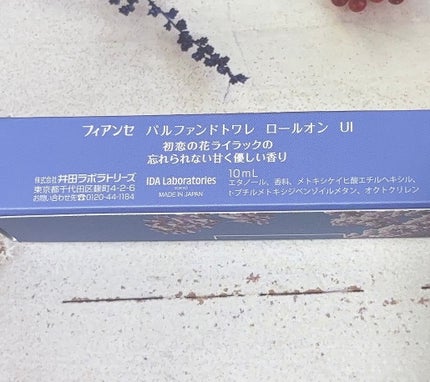 フィアンセ パルファンドトワレ ロールオン UI
初恋の花ライラックの
忘れられない甘く優しい香り
株式会社 井田ラボラトリーズ
東京都千代田区麹町4-2-6
お問い合わせ先☎0120-44-1184
IDA Laboratories
TOKYO
MADE IN JAPAN
10mL
エタノール、香料、メトキシケイヒ酸エチルヘキシル、
t-ブチルメトキシジベンゾイルメタン、オクトクリレン